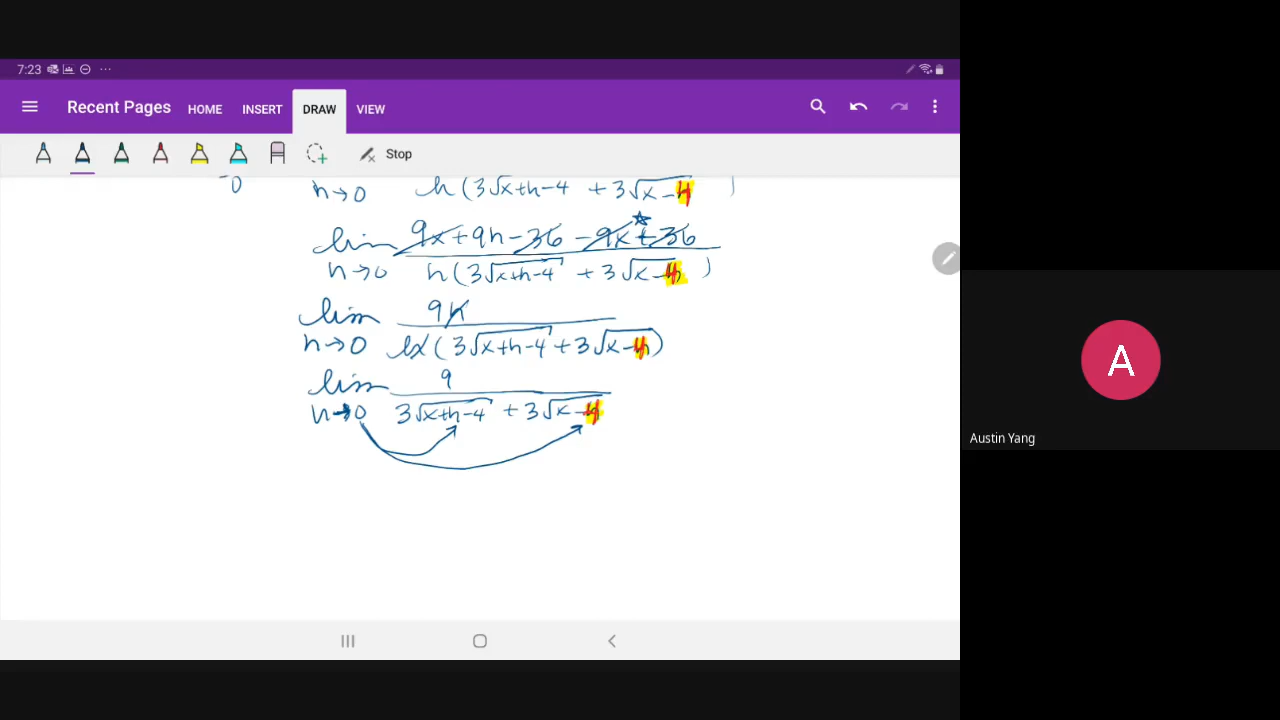 7:23 ...
Recent Pages HOME INSERT DRAW VIEW
Stop
→0
h→0 h(3√x+h-4 + 3√x-4 )
lim 9x+9h-36 -9x+36
h→0 h(3√x+h-4 + 3√x-4 )
lim 9h
h→0 h(3√x+h-4 + 3√x-4)
lim 9
h→0 3√x+h-4 + 3√x-4
A
Austin Yang